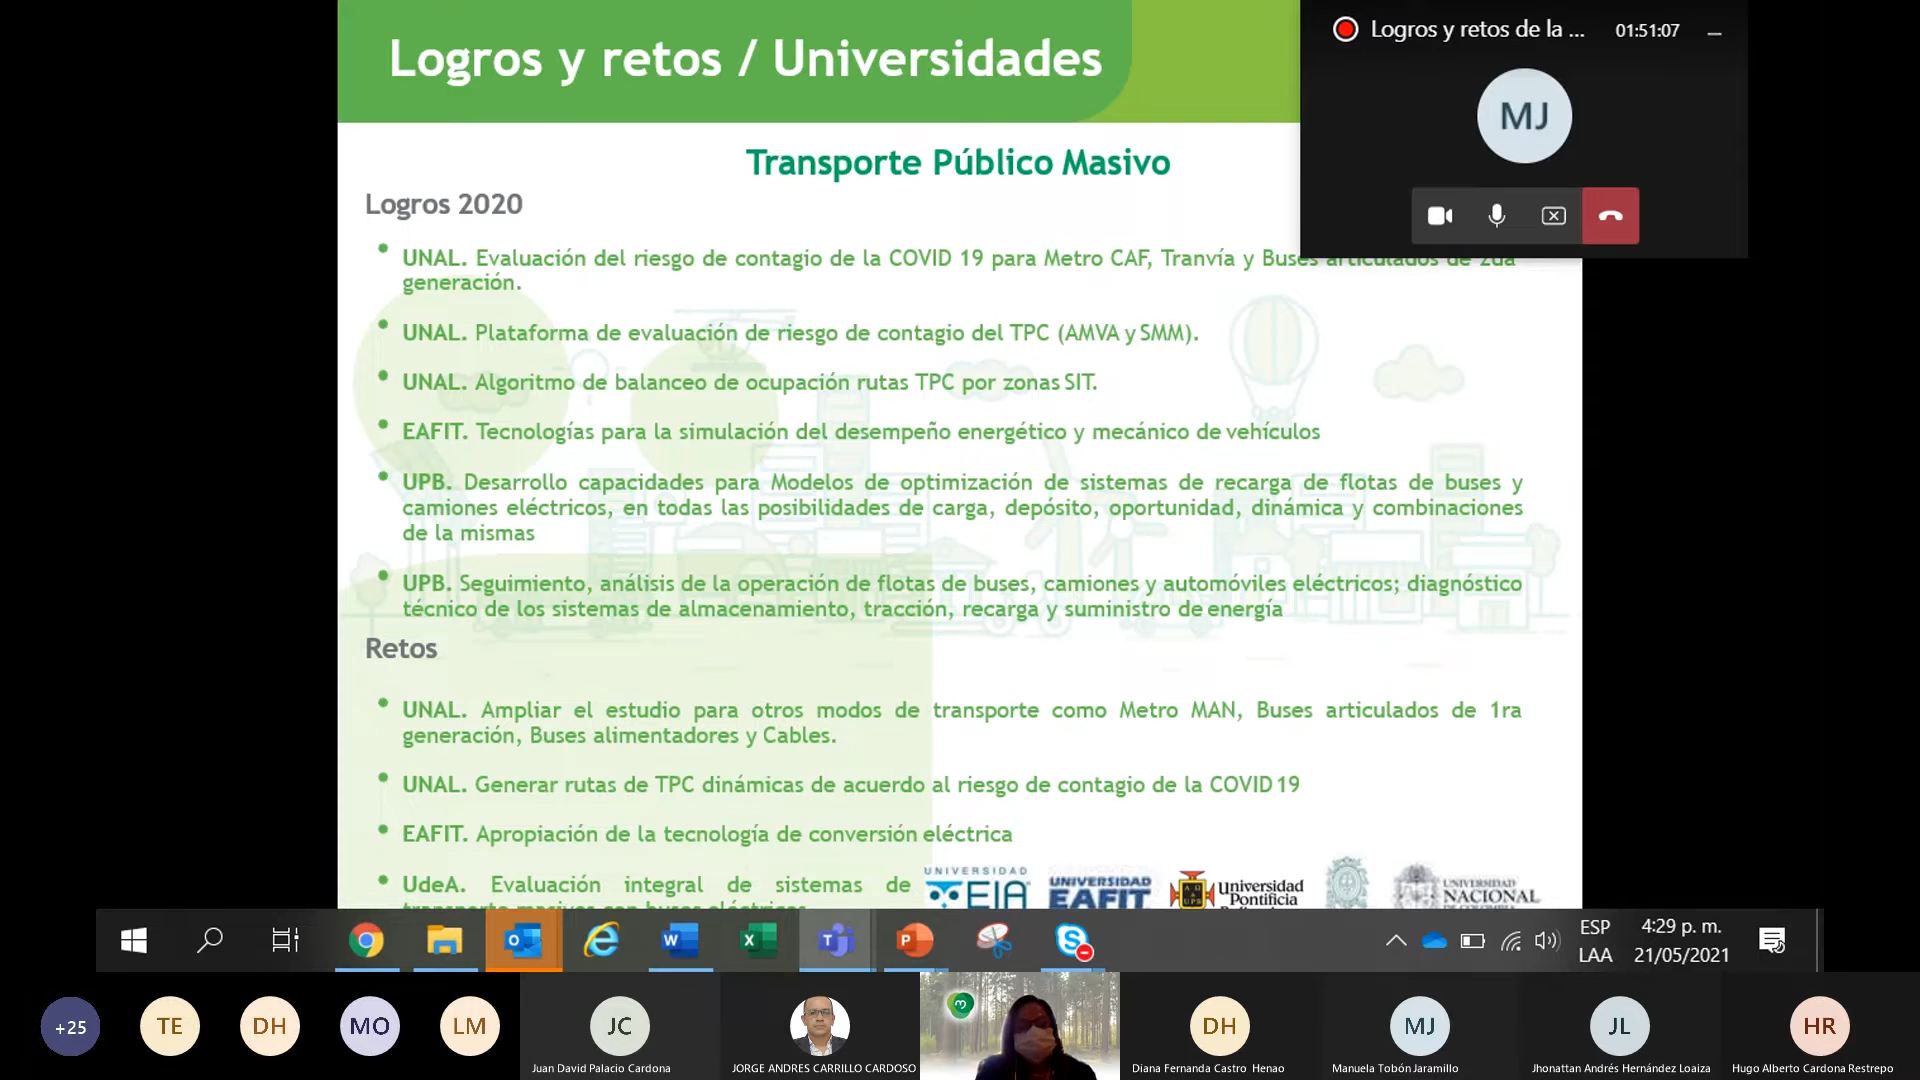 Logros y retos / Universidades
Logros y retos de la ...
01:51:07
MJ
Transporte Público Masivo
Logros 2020
UNAL. Evaluación del riesgo de contagio de la COVID 19 para Metro CAF, Tranvía y Buses articulados de 2da
generación.
UNAL. Plataforma de evaluación de riesgo de contagio del TPC (AMVA y SMM).
UNAL. Algoritmo de balanceo de ocupación rutas TPC por zonas SIT.
EAFIT. Tecnologías para la simulación del desempeño energético y mecánico de vehículos
UPB. Desarrollo capacidades para Modelos de optimización de sistemas de recarga de flotas de buses y
camiones eléctricos, en todas las posibilidades de carga, depósito, oportunidad, dinámica y combinaciones
de la mismas
UPB. Seguimiento, análisis de la operación de flotas de buses, camiones y automóviles eléctricos; diagnóstico
técnico de los sistemas de almacenamiento, tracción, recarga y suministro de energía
Retos
UNAL. Ampliar el estudio para otros modos de transporte como Metro MAN, Buses articulados de 1ra
generación, Buses alimentadores y Cables.
UNAL. Generar rutas de TPC dinámicas de acuerdo al riesgo de contagio de la COVID 19
EAFIT. Apropiación de la tecnología de conversión eléctrica
UdeA. Evaluación integral de sistemas de
transporte masivos con buses eléctricos
UNIVERSIDAD
EIA
UNIVERSIDAD
EAFIT
Universidad
Pontificia
UNIVERSIDAD
NACIONAL
ESP
LAA
4:29 p. m.
21/05/2021
+25
TE
DH
MO
LM
JC
Juan David Palacio Cardona
JORGE ANDRES CARRILLO CARDOSO
DH
Diana Fernanda Castro Henao
MJ
Manuela Tobón Jaramillo
JL
Jhonattan Andrés Hernández Loaiza
HR
Hugo Alberto Cardona Restrepo